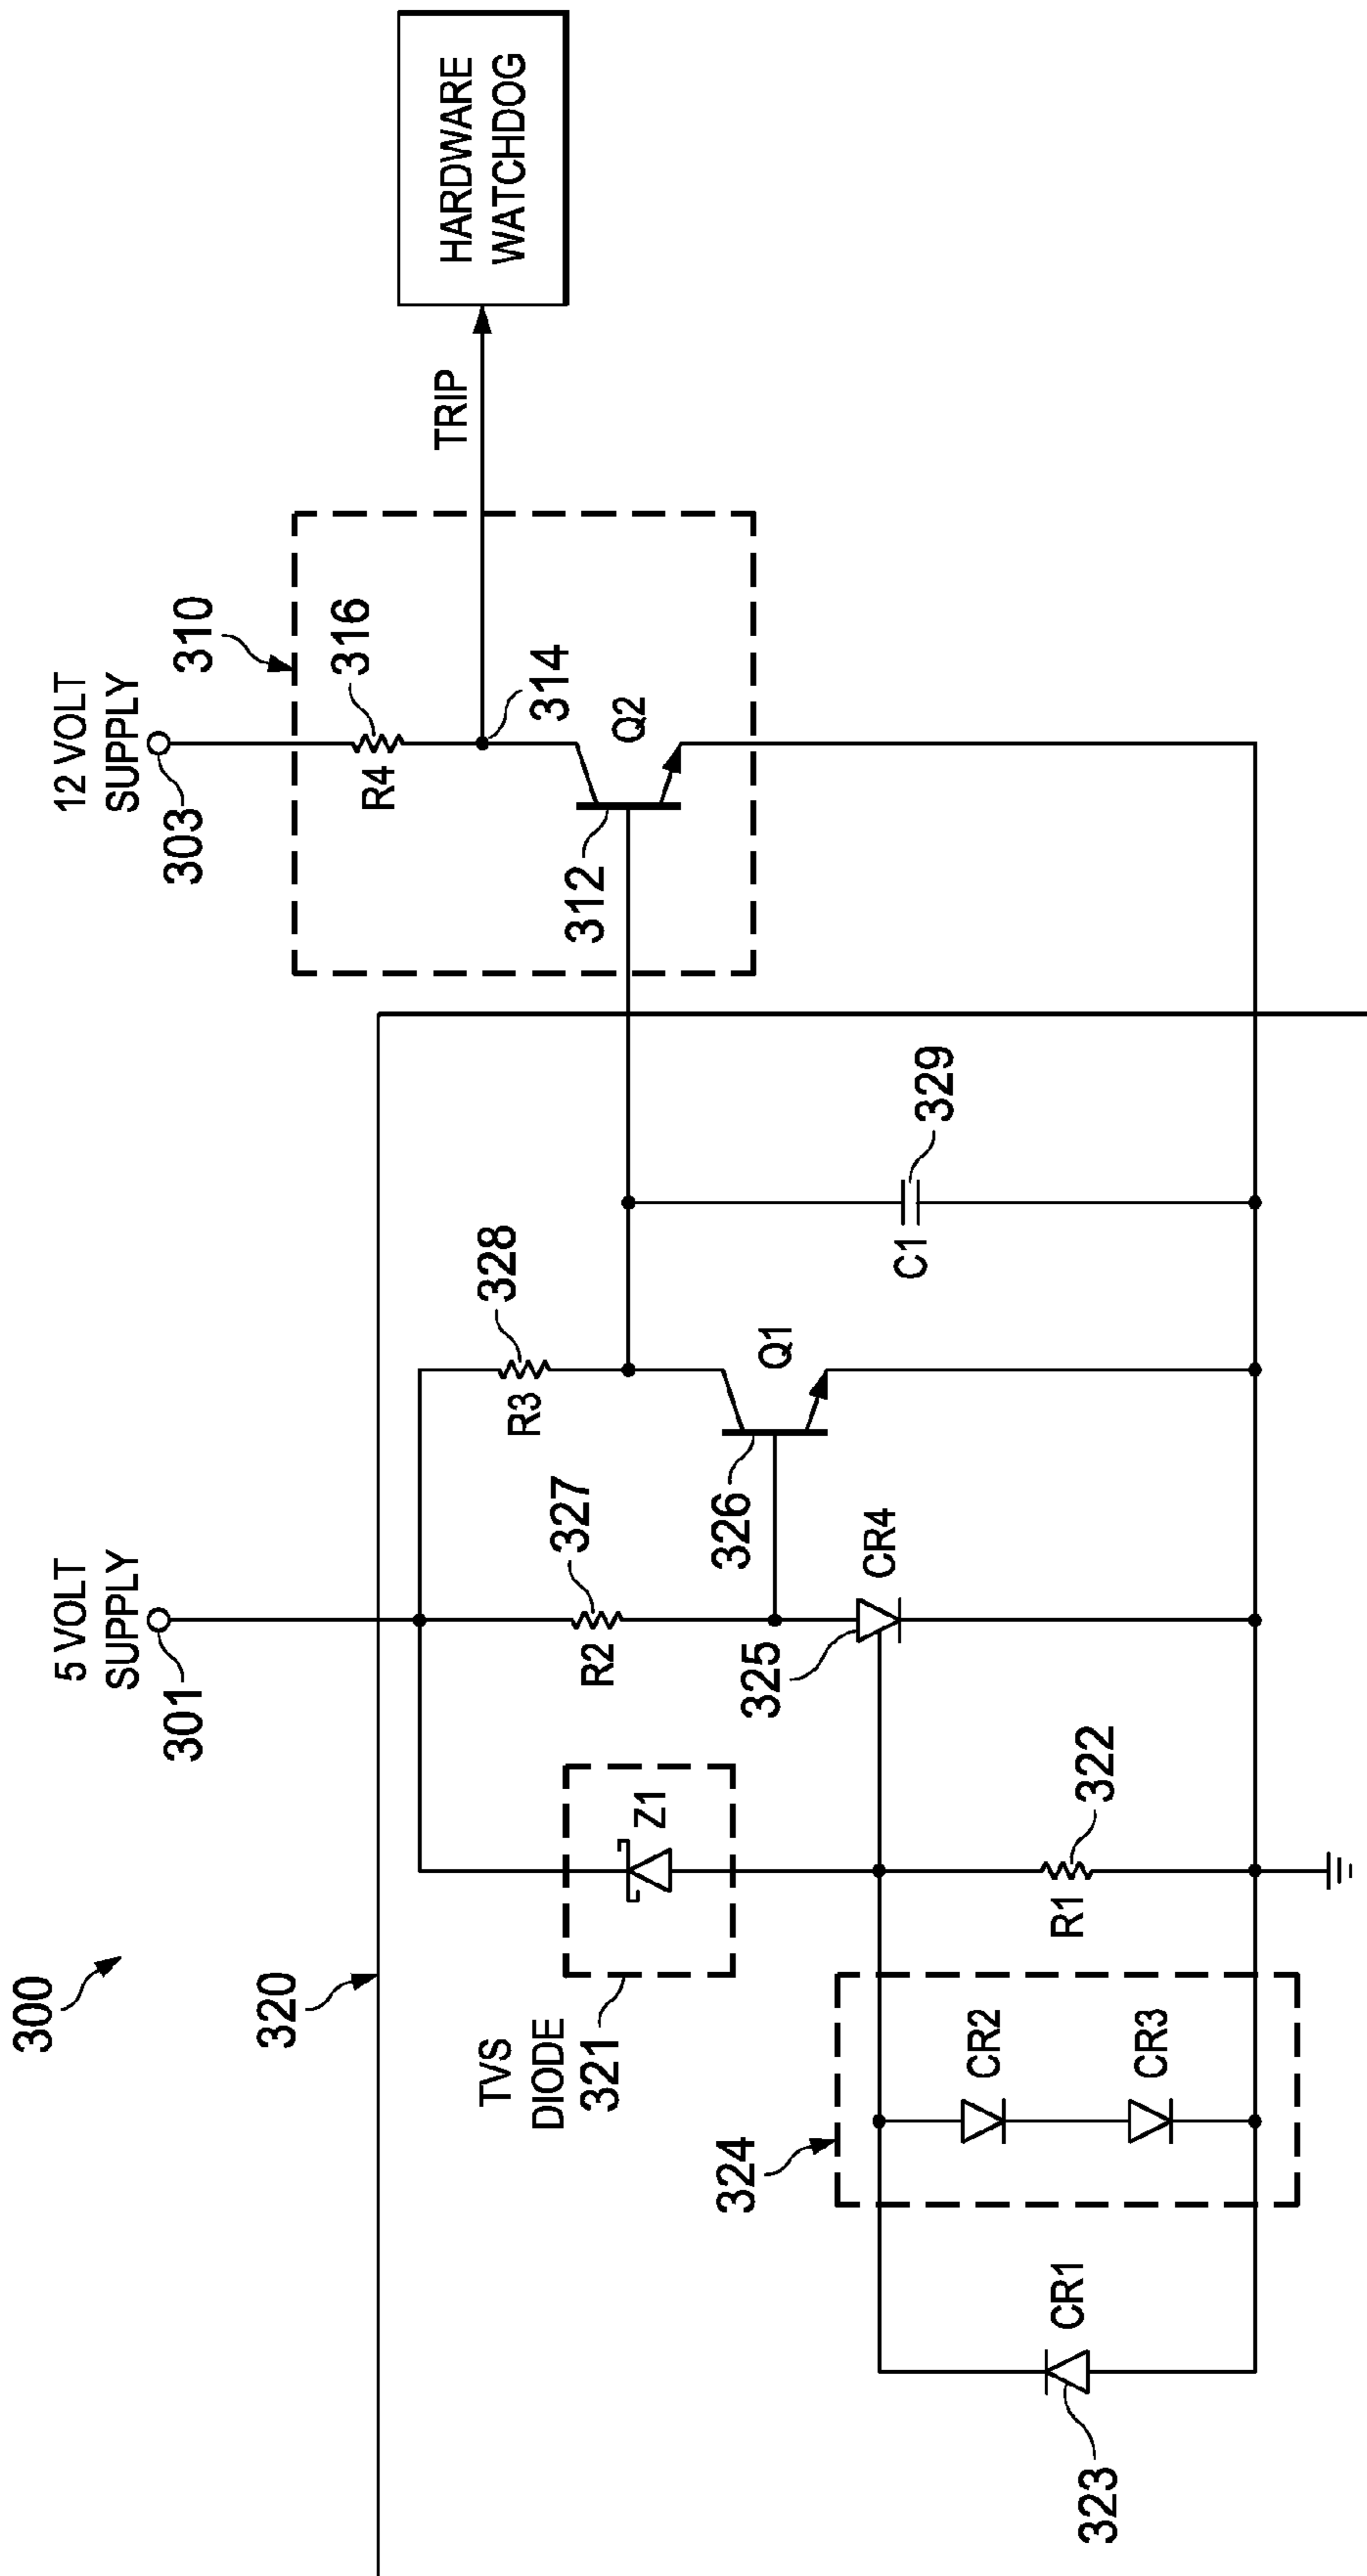 300
5 VOLT
SUPPLY
301
12 VOLT
SUPPLY
303
310
320
TVS
DIODE
321
Z1
R2
327
R3
328
R4
316
314
TRIP
HARDWARE
WATCHDOG
312
Q2
326
Q1
325
CR4
324
CR2
CR3
R1
322
C1
329
323
CR1